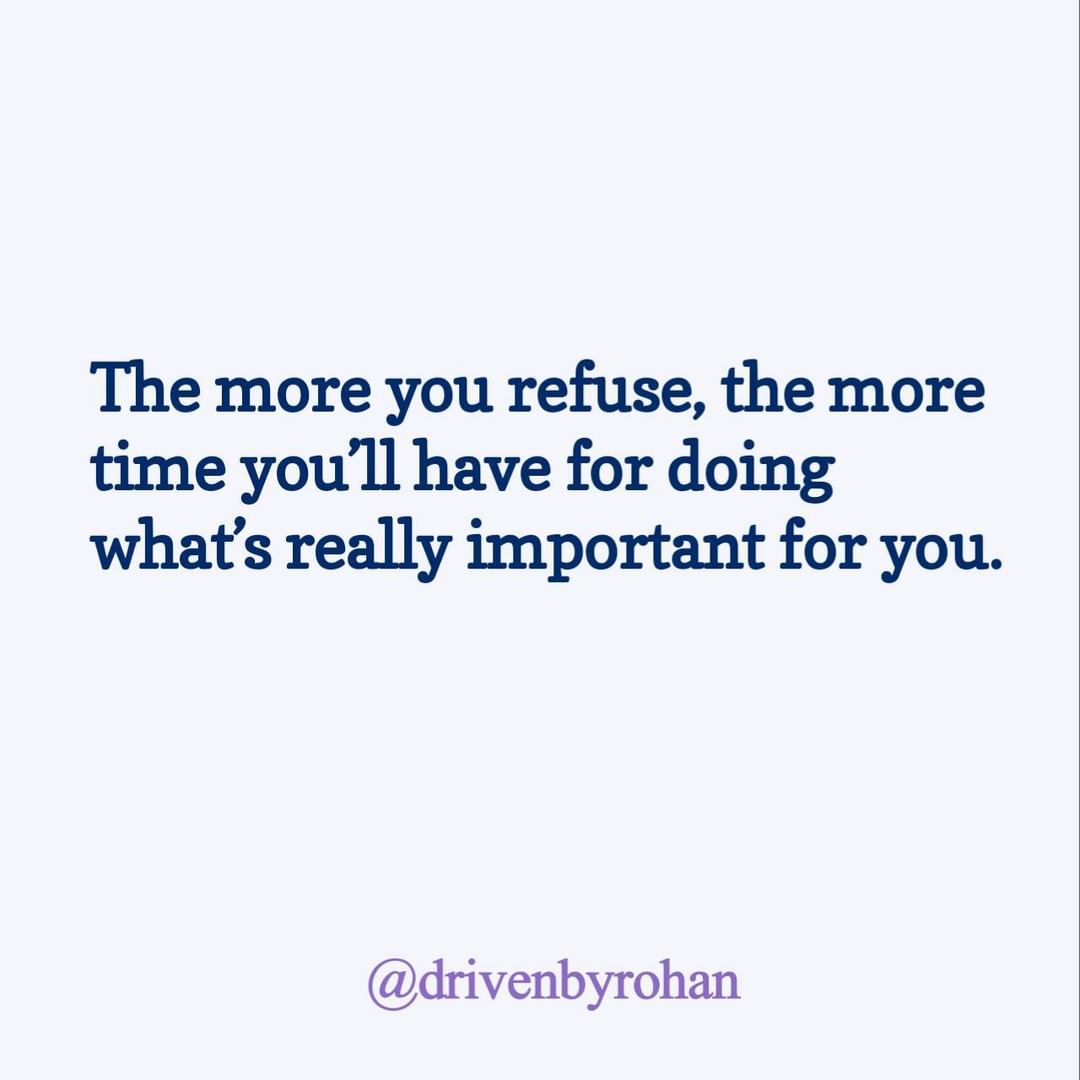 The more you refuse, the more
time you’ll have for doing
what’s really important for you.
@drivenbyrohan